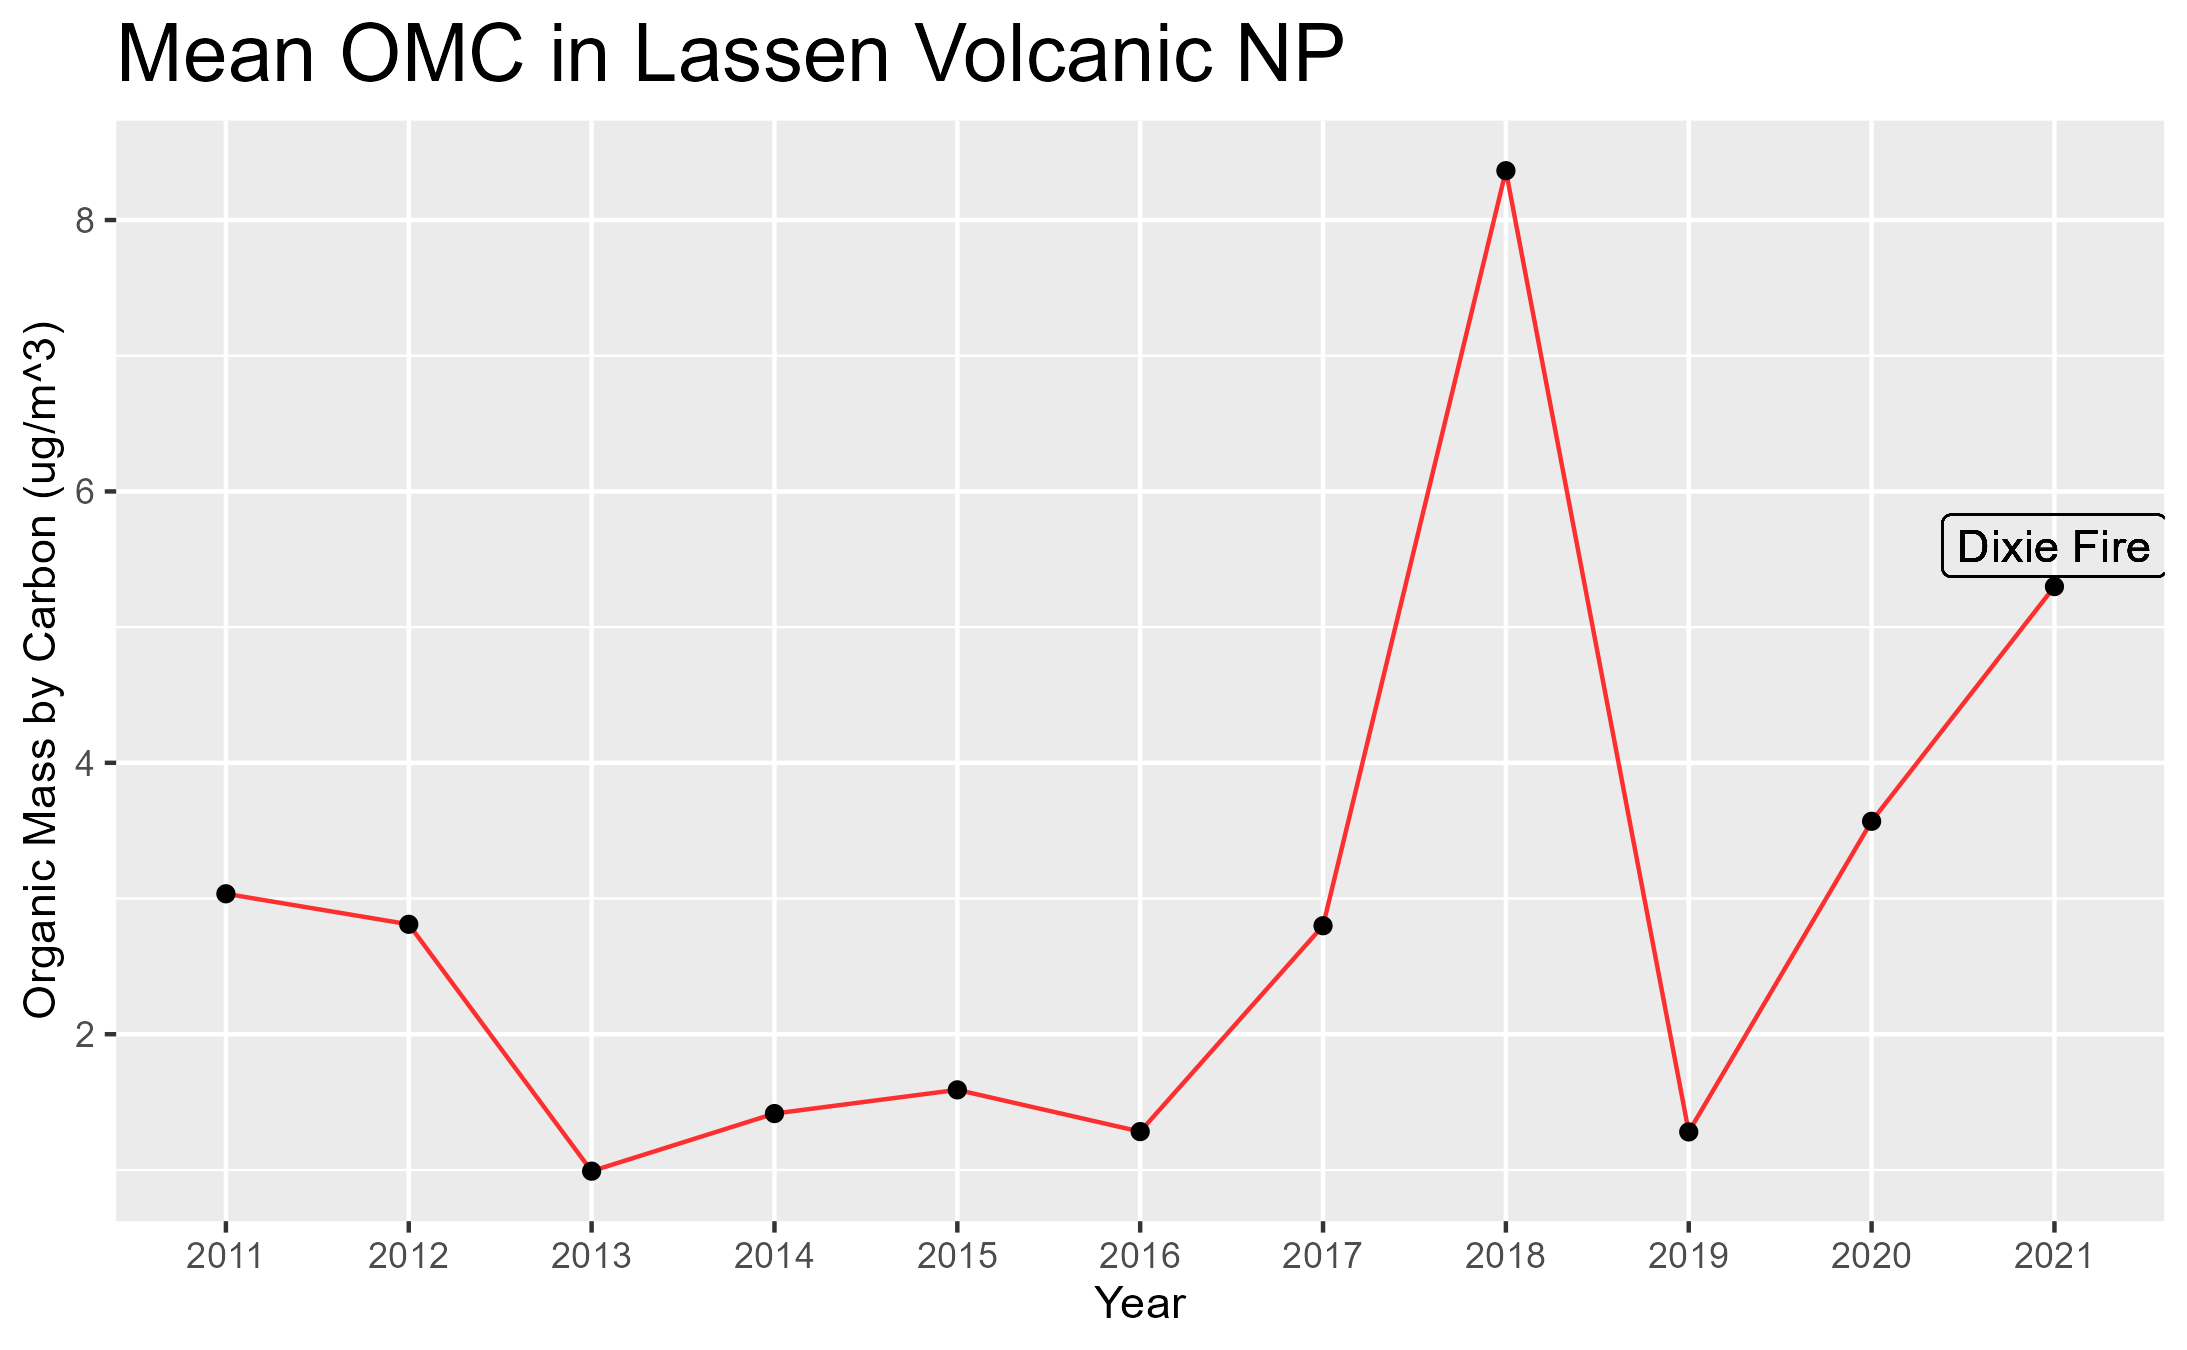 Mean OMC in Lassen Volcanic NP
Organic Mass by Carbon (ug/m^3)
8
6
4
2
Dixie Fire
2011 2012 2013 2014 2015 2016 2017 2018 2019 2020 2021
Year